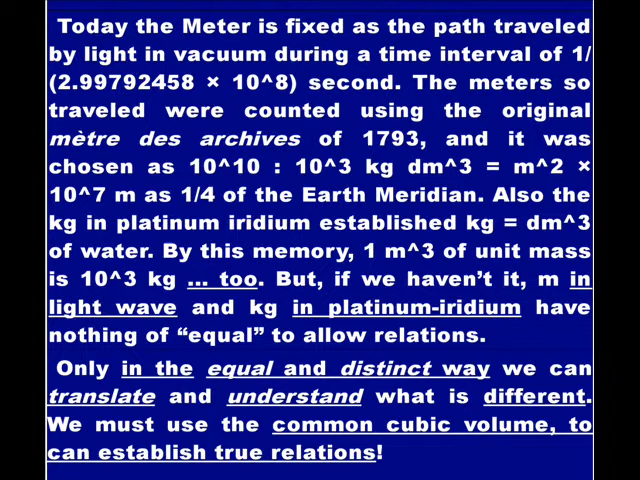 Today the Meter is fixed as the path traveled
by light in vacuum during a time interval of 1/
(2.99792458 × 10^8) second. The meters so
traveled were counted using the original
mètre des archives of 1793, and it was
chosen as 10^10 : 10^3 kg dm^3 = m^2 ×
10^7 m as 1/4 of the Earth Meridian. Also the
kg in platinum iridium established kg = dm^3
of water. By this memory, 1 m^3 of unit mass
is 10^3 kg ... too. But, if we haven't it, m in
light wave and kg in platinum-iridium have
nothing of “equal” to allow relations.
Only in the equal and distinct way we can
translate and understand what is different.
We must use the common cubic volume, to
can establish true relations!